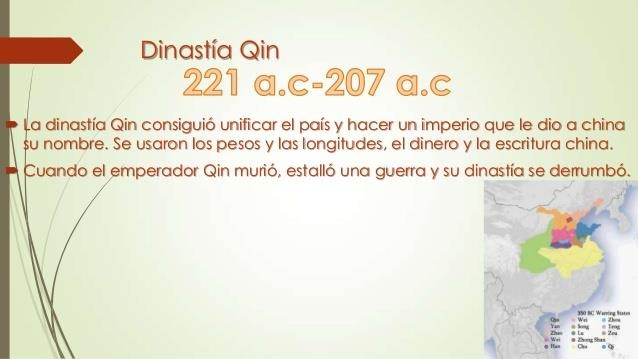 Dinastía Qin
221 a.c-207 a.c
La dinastía Qin consiguió unificar el país y hacer un imperio que le dio a china
su nombre. Se usaron los pesos y las longitudes, el dinero y la escritura china.
Cuando el emperador Qin murió, estalló una guerra y su dinastía se derrumbó.
350 BC Warring States
Qin Wei Zhou
Yan Song Teng
Zhao Lu Zou
Wei Zhong Shan
Han Chu Qi